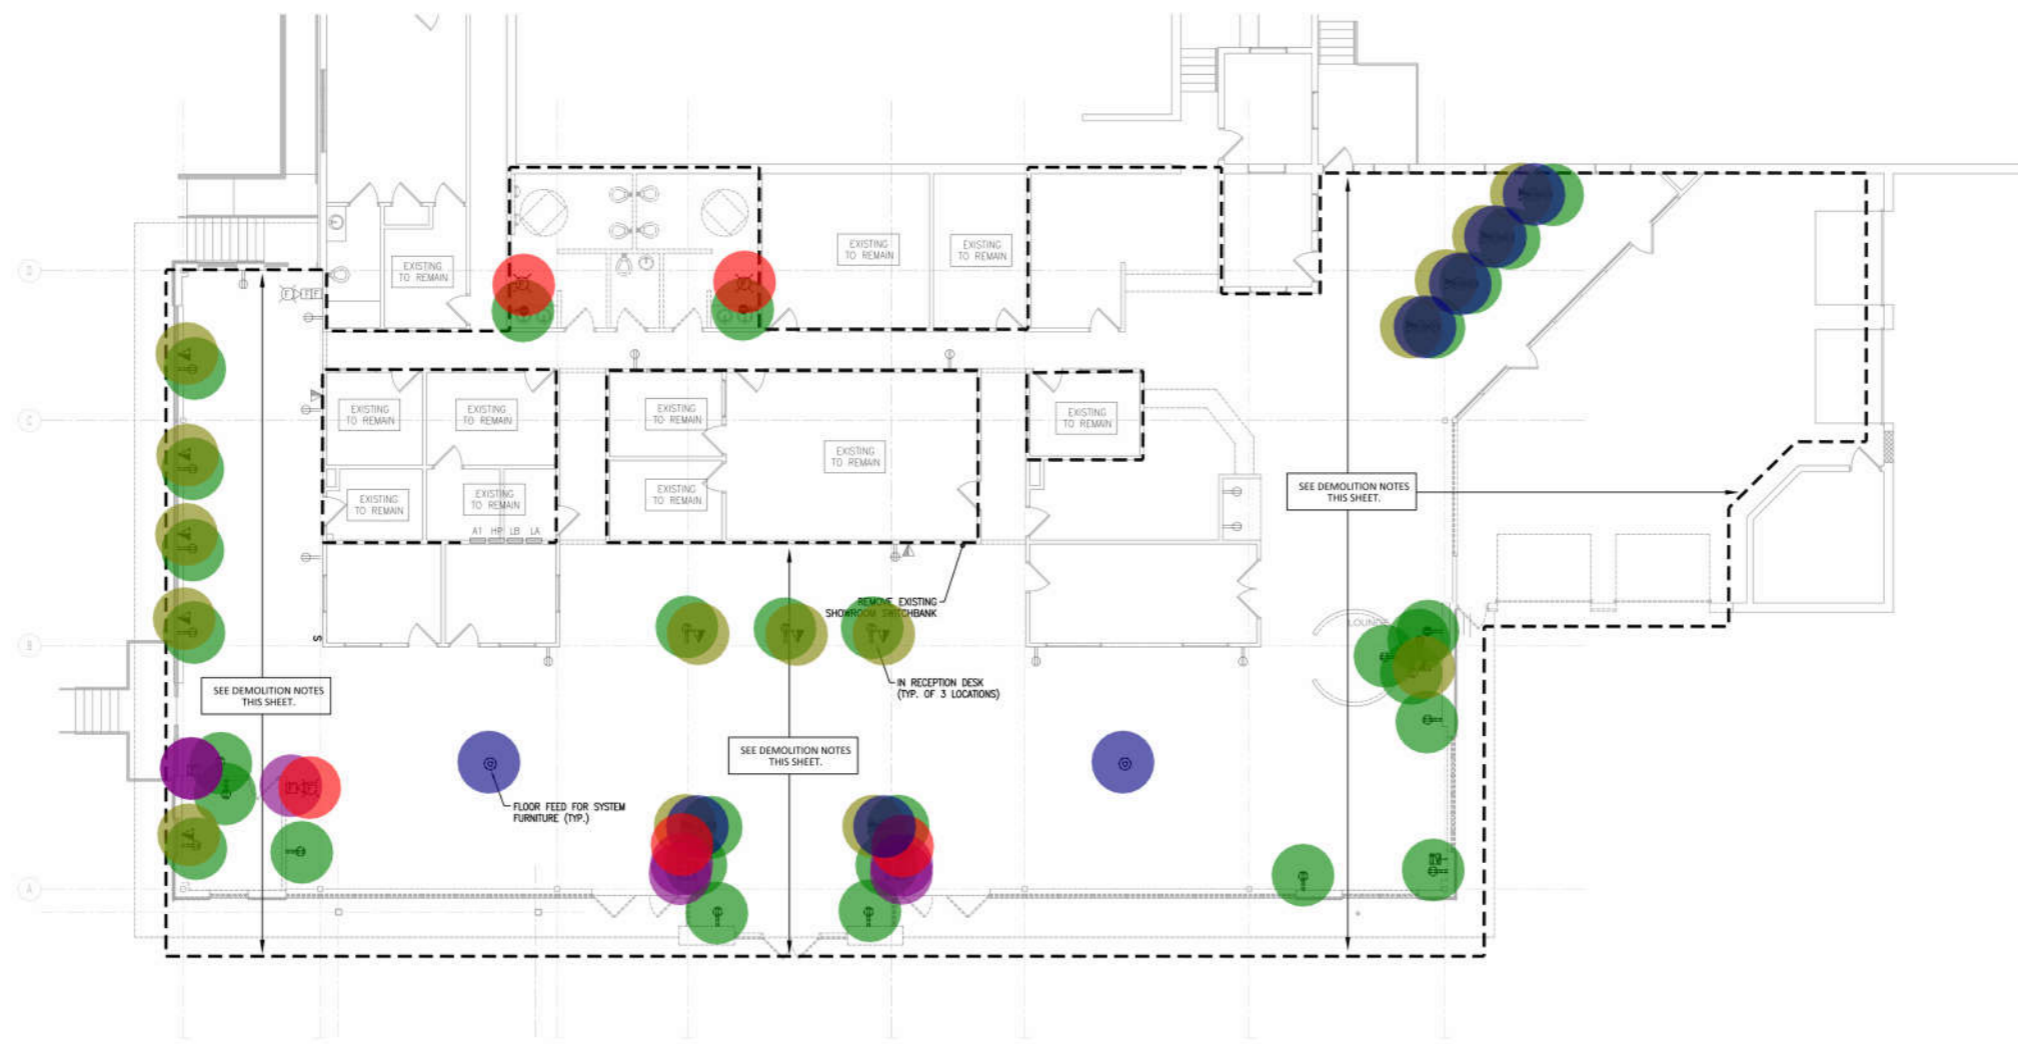 D
EXISTING
TO REMAIN
EXISTING
TO REMAIN
EXISTING
TO REMAIN
F
F F
C
EXISTING
TO REMAIN
EXISTING
TO REMAIN
EXISTING
TO REMAIN
EXISTING
TO REMAIN
EXISTING
TO REMAIN
EXISTING
TO REMAIN
EXISTING
TO REMAIN
EXISTING
TO REMAIN
A1 HP LB LA
SEE DEMOLITION NOTES
THIS SHEET.
REMOVE EXISTING
SHOWROOM SWITCHBANK
LOUNGE
S
B
IN RECEPTION DESK
(TYP. OF 3 LOCATIONS)
SEE DEMOLITION NOTES
THIS SHEET.
SEE DEMOLITION NOTES
THIS SHEET.
FLOOR FEED FOR SYSTEM
FURNITURE (TYP.)
A